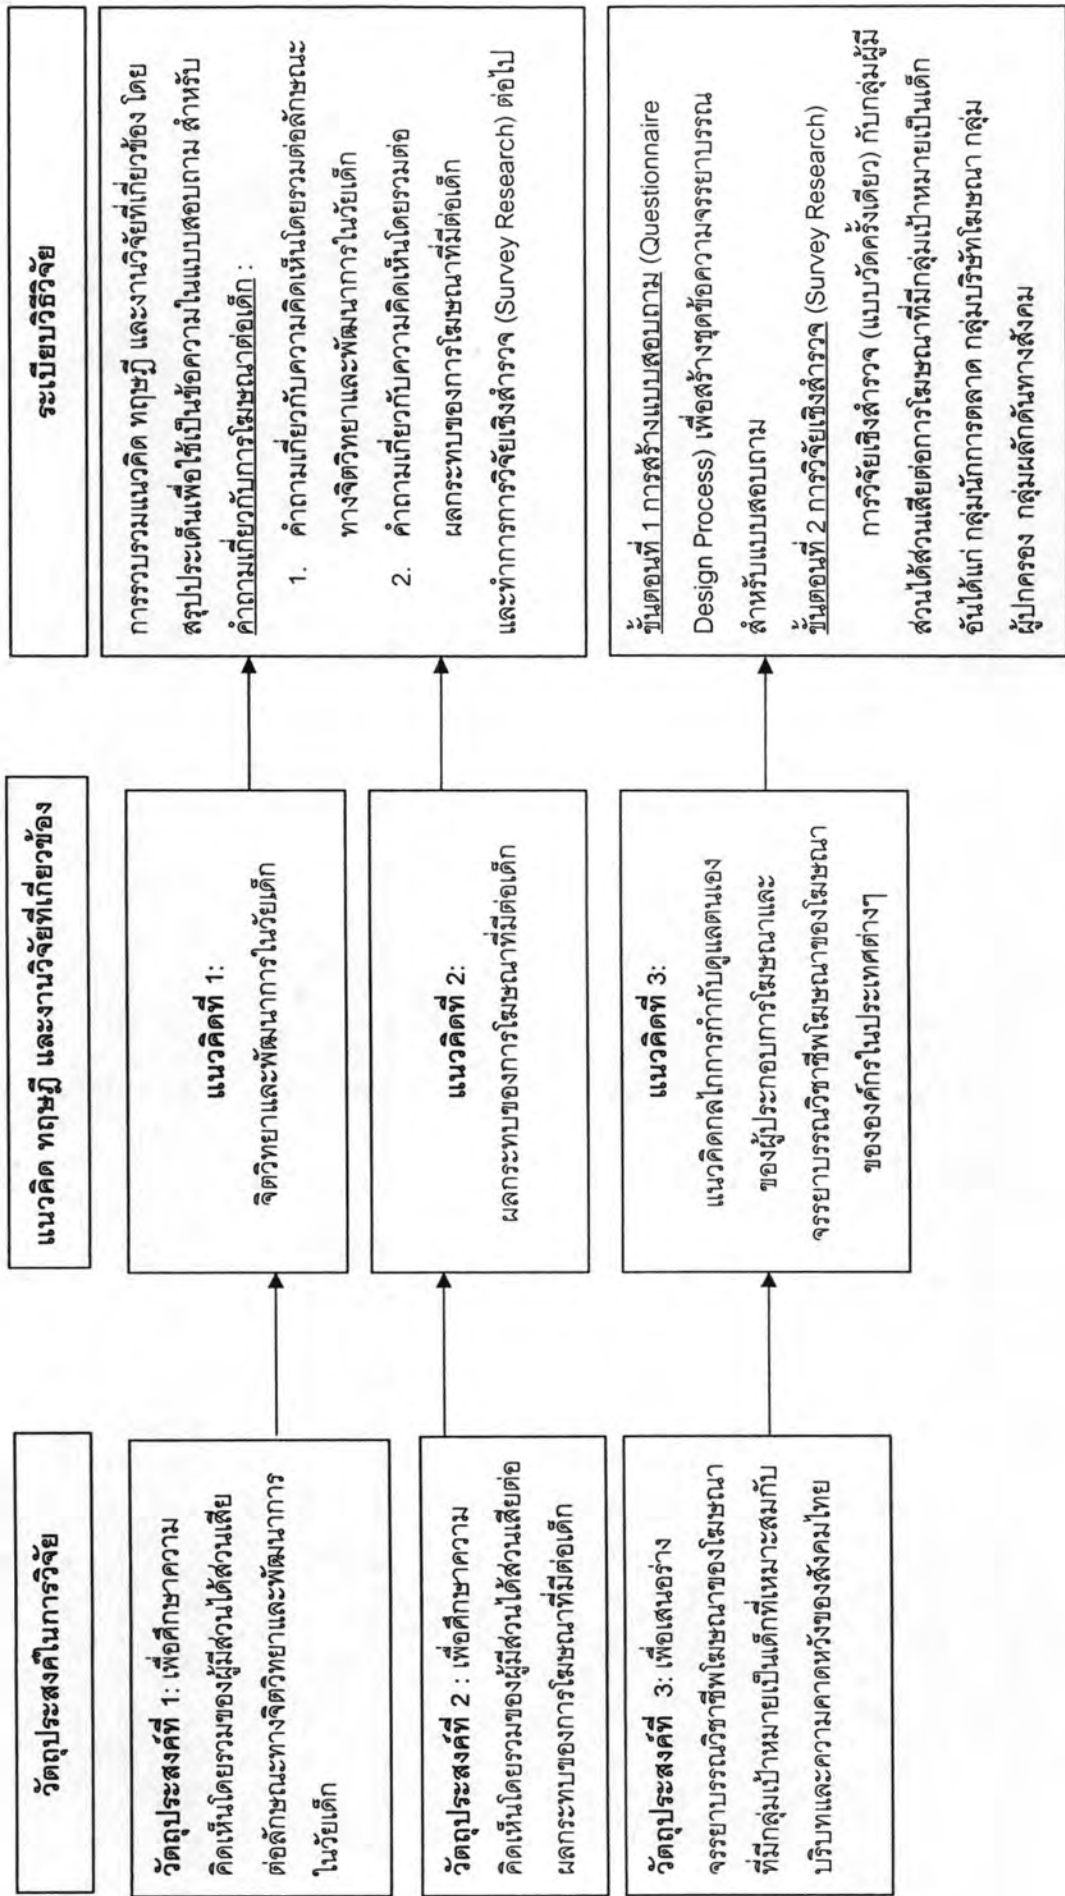 วัตถุประสงค์ในการวิจัย
วัตถุประสงค์ที่ 1: เพื่อศึกษาความ
คิดเห็นโดยรวมของผู้มีส่วนได้ส่วนเสีย
ต่อลักษณะทางจิตวิทยาและพัฒนาการ
ในวัยเด็ก
วัตถุประสงค์ที่ 2 : เพื่อศึกษาความ
คิดเห็นโดยรวมของผู้มีส่วนได้ส่วนเสียต่อ
ผลกระทบของการโฆษณาที่มีต่อเด็ก
วัตถุประสงค์ที่ 3: เพื่อเสนอร่าง
จรรยาบรรณวิชาชีพโฆษณาของโฆษณา
ที่มีกลุ่มเป้าหมายเป็นเด็กที่เหมาะสมกับ
บริบทและความคาดหวังของสังคมไทย
แนวคิด ทฤษฎี และงานวิจัยที่เกี่ยวข้อง
แนวคิดที่ 1:
จิตวิทยาและพัฒนาการในวัยเด็ก
แนวคิดที่ 2:
ผลกระทบของการโฆษณาที่มีต่อเด็ก
แนวคิดที่ 3:
แนวคิดกลไกการกำกับดูแลตนเอง
ของผู้ประกอบการโฆษณาและ
จรรยาบรรณวิชาชีพโฆษณาของโฆษณา
ขององค์กรในประเทศต่างๆ
ระเบียบวิธีวิจัย
การรวบรวมแนวคิด ทฤษฎี และงานวิจัยที่เกี่ยวข้อง โดย
สรุปประเด็นเพื่อใช้เป็นข้อความในแบบสอบถาม สำหรับ
คำถามเกี่ยวกับการโฆษณาต่อเด็ก :
1. คำถามเกี่ยวกับความคิดเห็นโดยรวมต่อลักษณะ
ทางจิตวิทยาและพัฒนาการในวัยเด็ก
2. คำถามเกี่ยวกับความคิดเห็นโดยรวมต่อ
ผลกระทบของการโฆษณาที่มีต่อเด็ก
และทำการการวิจัยเชิงสำรวจ (Survey Research) ต่อไป
ขั้นตอนที่ 1 การสร้างแบบสอบถาม (Questionnaire
Design Process) เพื่อสร้างชุดข้อความจรรยาบรรณ
สำหรับแบบสอบถาม
ขั้นตอนที่ 2 การวิจัยเชิงสำรวจ (Survey Research)
การวิจัยเชิงสำรวจ (แบบวัดครั้งเดียว) กับกลุ่มผู้มี
ส่วนได้ส่วนเสียต่อการโฆษณาที่มีกลุ่มเป้าหมายเป็นเด็ก
อันได้แก่ กลุ่มนักการตลาด กลุ่มบริษัทโฆษณา กลุ่ม
ผู้ปกครอง กลุ่มผลักดันทางสังคม